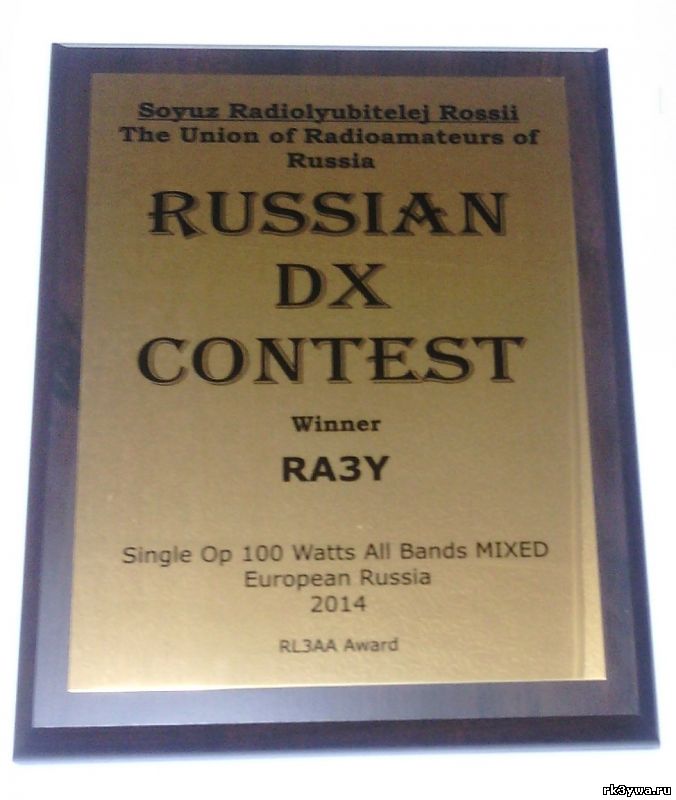 Soyuz Radiolyubitelej Rossii
The Union of Radioamateurs of
Russia
RUSSIAN
DX
CONTEST
Winner
RA3Y
Single Op 100 Watts All Bands MIXED
European Russia
2014
RL3AA Award
rk3ywa.ru